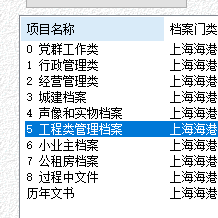 项目名称 档案门类
0 党群工作类 上海海港
1 行政管理类 上海海港
2 经营管理类 上海海港
3 城建档案 上海海港
4 声像和实物档案 上海海港
5 工程类管理档案 上海海港
6 小业主档案 上海海港
7 公租房档案 上海海港
8 过程中文件 上海海港
历年文书 上海海港